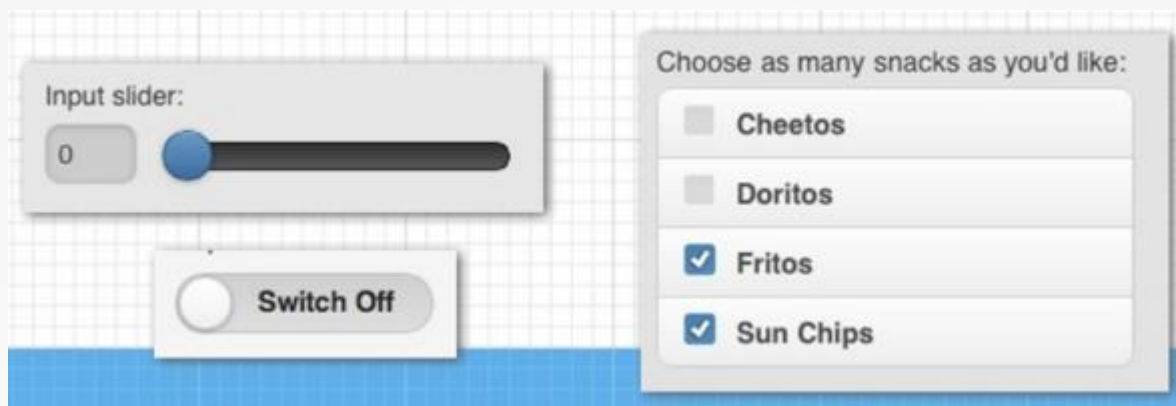 Input slider:
0
Switch Off
Choose as many snacks as you'd like:
Cheetos
Doritos
Fritos
Sun Chips